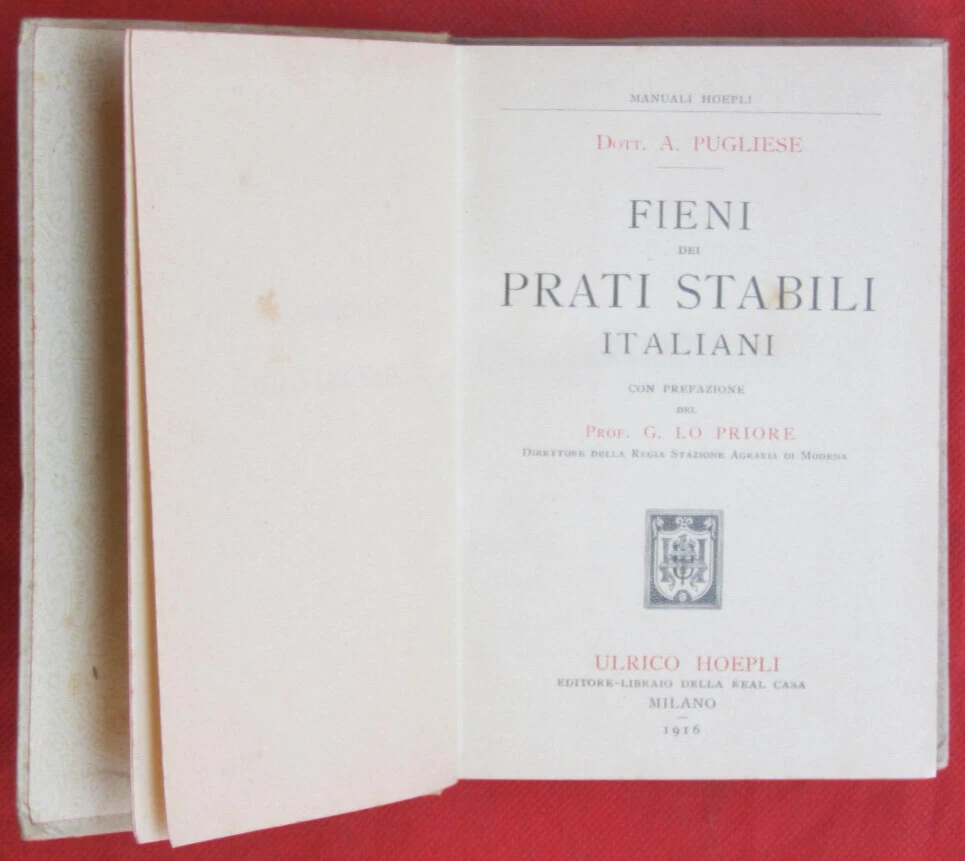 MANUALI HOEPLI
DOTT. A. PUGLIESE
FIENI
DEI
PRATI STABILI
ITALIANI
CON PREFAZIONE
DEL
PROF. G. LO PRIORE
DIRETTORE DELLA REGIA STAZIONE AGRARIA DI MODENA
ULRICO HOEPLI
EDITORE-LIBRAIO DELLA REAL CASA
MILANO
1916